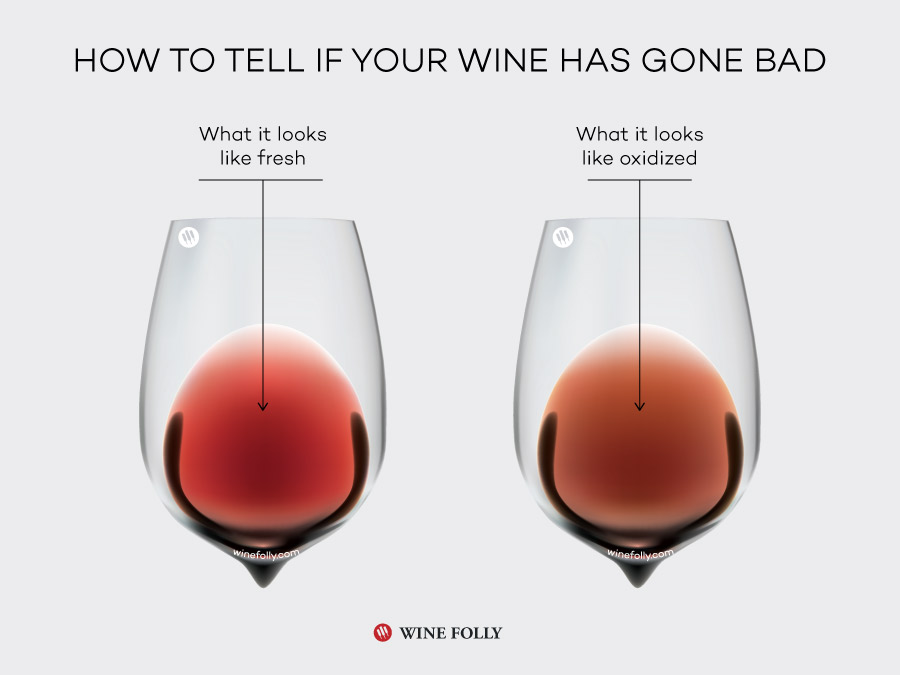 HOW TO TELL IF YOUR WINE HAS GONE BAD
What it looks
like fresh
What it looks
like oxidized
winefolly.com
winefolly.com
WINE FOLLY